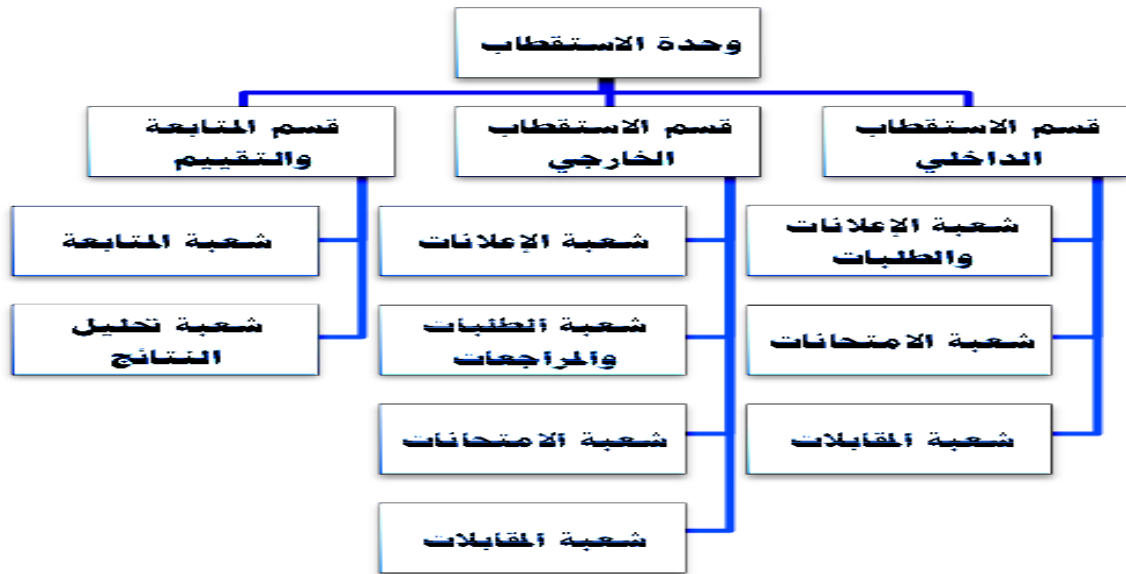 وحدة الاستقطاب
قسم الاستقطاب
الداخلي
قسم الاستقطاب
الخارجي
قسم المتابعة
والتقييم
شعبة الإعلانات
والطلبات
شعبة الامتحانات
شعبة المقابلات
شعبة الإعلانات
شعبة الطلبات
والمراجعات
شعبة الامتحانات
شعبة المقابلات
شعبة المتابعة
شعبة تحليل
النتائج